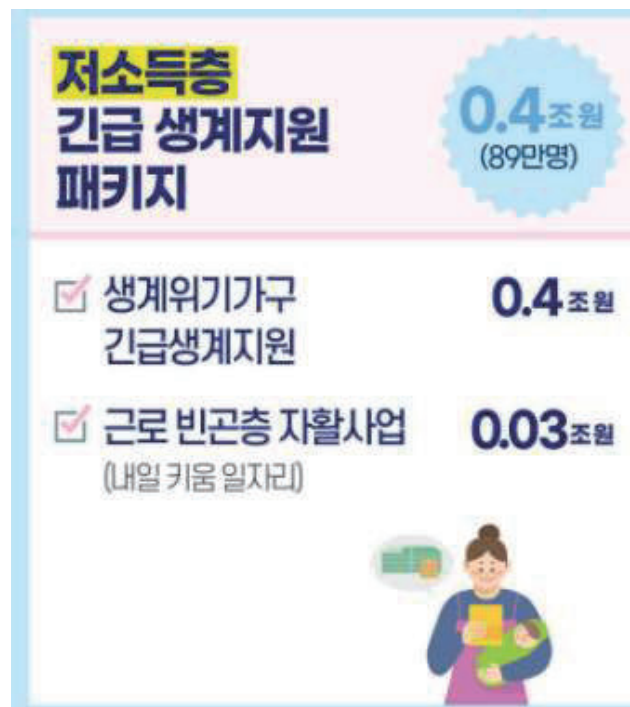 저소득층
긴급 생계지원
패키지
0.4조원
(89만명)
생계위기가구
긴급생계지원
0.4조원
근로 빈곤층 자활사업
0.03조원
(내일 키움 일자리)